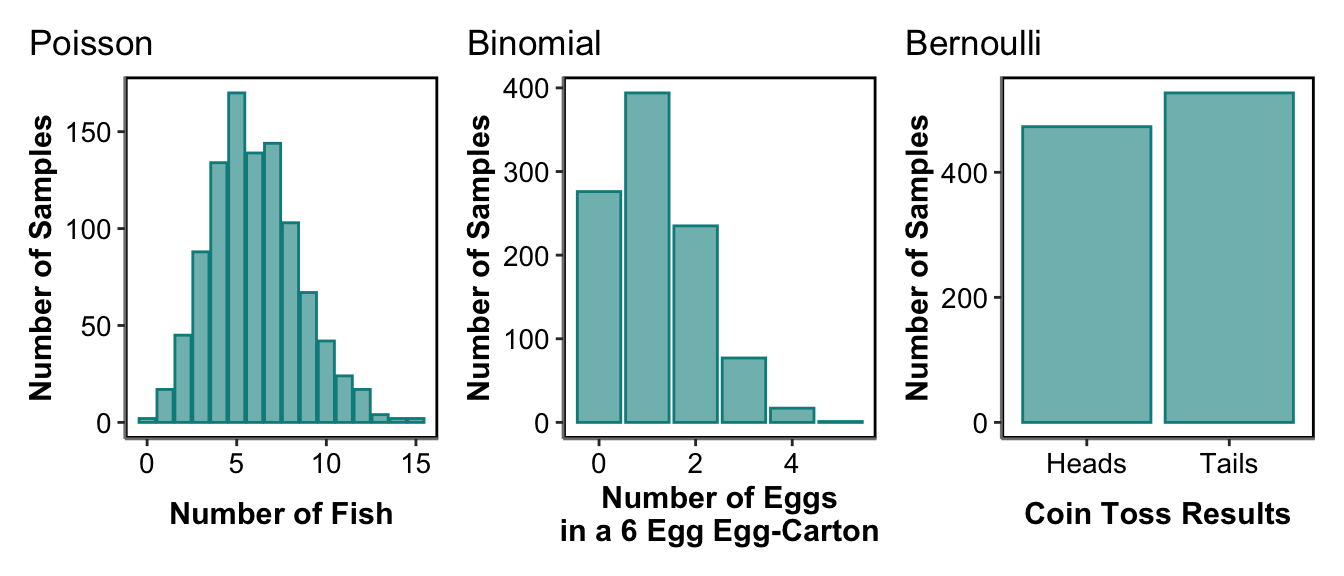 Poisson
Number of Samples
150
100
50
0
0 5 10 15
Number of Fish
Binomial
Number of Samples
400
300
200
100
0
0 2 4
Number of Eggs
in a 6 Egg Egg-Carton
Bernoulli
Number of Samples
400
200
0
Heads Tails
Coin Toss Results